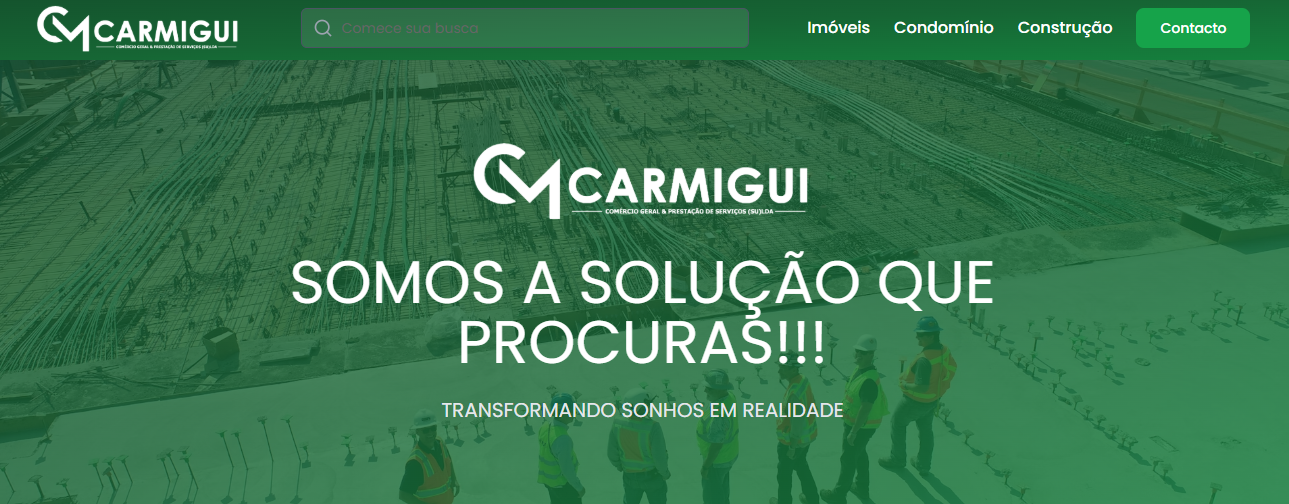 CM CARMIGUI
COMÉRCIO GERAL & PRESTAÇÃO DE SERVIÇOS (SU)LDA
Comece sua busca
Imóveis
Condomínio
Construção
Contacto
CM CARMIGUI
COMÉRCIO GERAL & PRESTAÇÃO DE SERVIÇOS (SU)LDA
SOMOS A SOLUÇÃO QUE
PROCURAS!!!
TRANSFORMANDO SONHOS EM REALIDADE